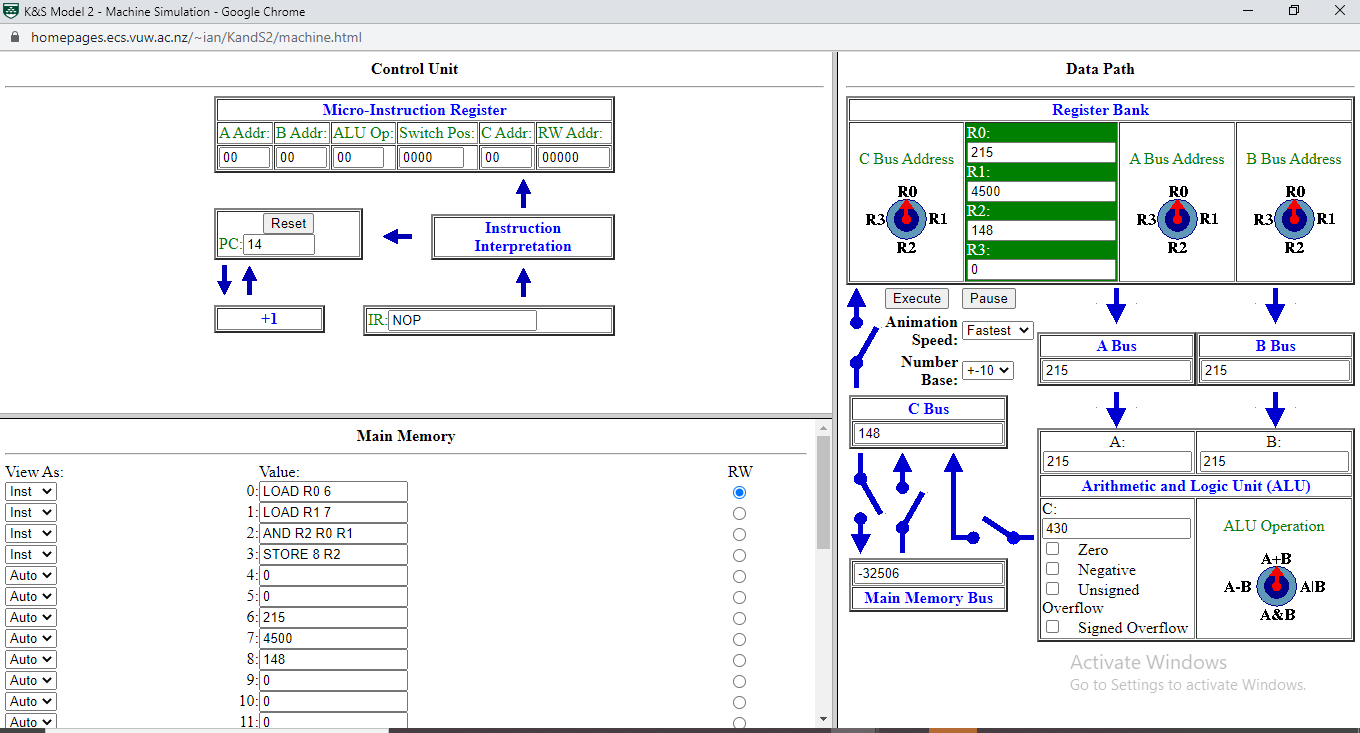 K&S Model 2 - Machine Simulation - Google Chrome
homepages.ecs.vuw.ac.nz/~ian/KandS2/machine.html
Control Unit
Micro-Instruction Register
A Addr: B Addr: ALU Op: Switch Pos: C Addr: RW Addr:
00 00 00 0000 00 00000
Reset
PC: 14
Instruction
Interpretation
+1
IR: NOP
Main Memory
View As: Value: RW
Inst 0: LOAD R0 6
Inst 1: LOAD R1 7
Inst 2: AND R2 R0 R1
Inst 3: STORE 8 R2
Auto 4: 0
Auto 5: 0
Auto 6: 215
Auto 7: 4500
Auto 8: 148
Auto 9: 0
Auto 10: 0
Auto 11: 0
Data Path
Register Bank
C Bus Address
R0
R3 R1
R2
R0:
215
R1:
4500
R2:
148
R3:
0
A Bus Address
R0
R3 R1
R2
B Bus Address
R0
R3 R1
R2
Execute Pause
Animation
Speed: Fastest
Number
Base: +-10
A Bus
215
B Bus
215
C Bus
148
-32506
Main Memory Bus
A: B:
215 215
Arithmetic and Logic Unit (ALU)
C:
430
Zero
Negative
Unsigned
Overflow
Signed Overflow
ALU Operation
A+B
A-B A|B
A&B
Activate Windows
Go to Settings to activate Windows.